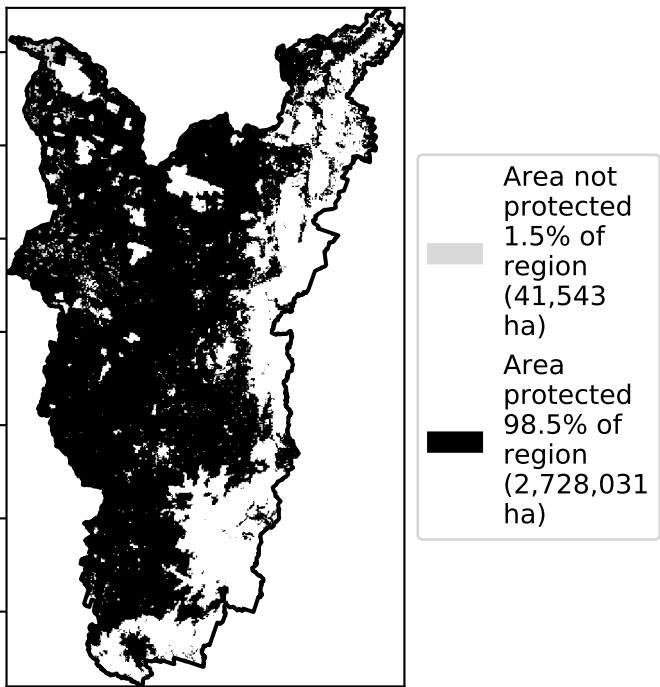 Area not
protected
1.5% of
region
(41,543
ha)
Area
protected
98.5% of
region
(2,728,031
ha)